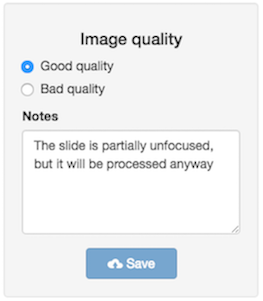 Image quality
Good quality
Bad quality
Notes
The slide is partially unfocused,
but it will be processed anyway
Save